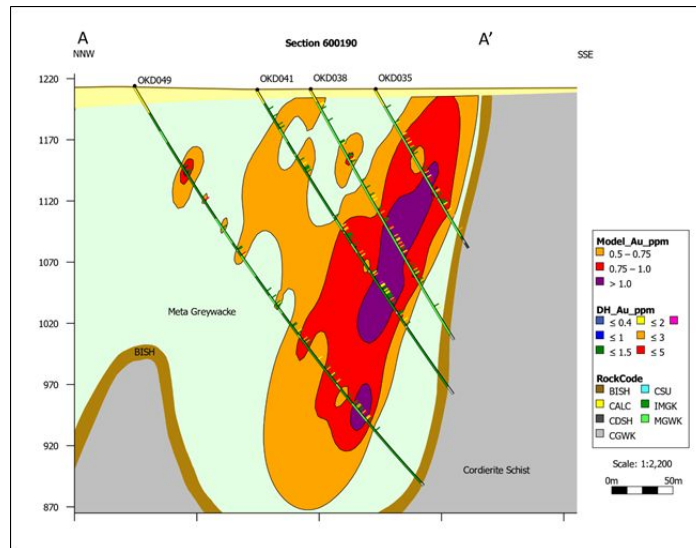 A
A’
NNW
Section 600190
SSE
OKD049
OKD041
OKD038
OKD035
1220
1170
1120
1070
1020
970
920
870
Meta Greywacke
BISH
Cordierite Schist
Model_Au_ppm
0.5 – 0.75
0.75 – 1.0
> 1.0
DH_Au_ppm
≤ 0.4 ≤ 2
≤ 1 ≤ 3
≤ 1.5 ≤ 5
RockCode
BISH CSU
CALC IMGK
CDSH MGWK
CGWK
Scale: 1:2,200
0m 50m